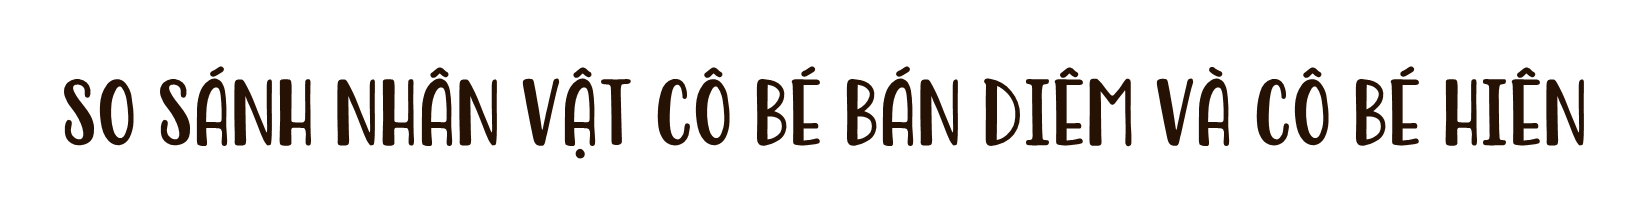 SO SÁNH NHÂN VẬT CÔ BÉ BÁN DIÊM VÀ CÔ BÉ HIÊN